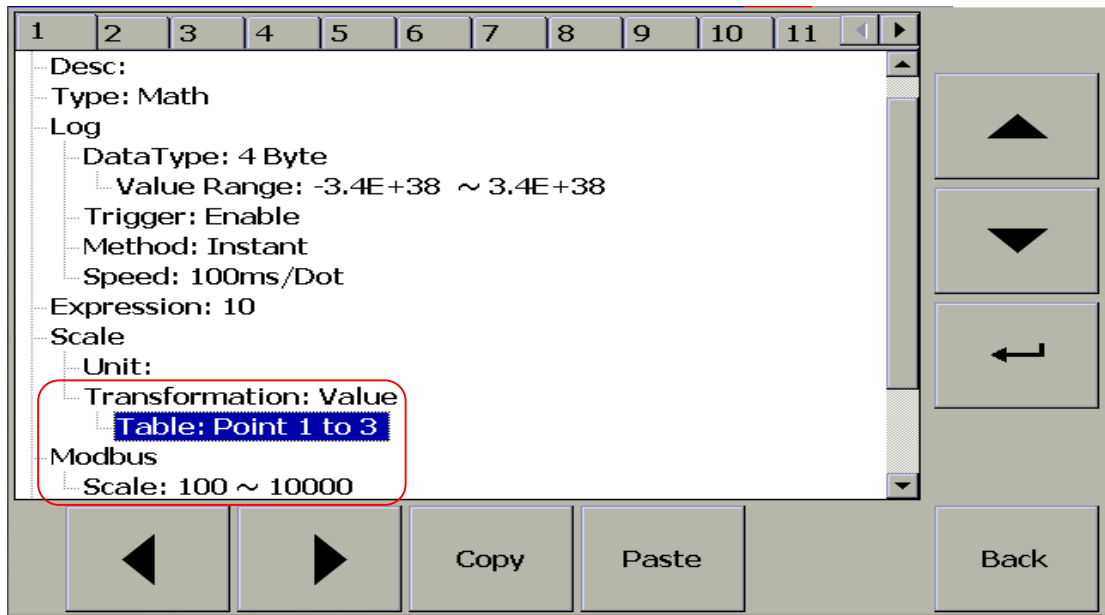 1 2 3 4 5 6 7 8 9 10 11
Desc:
Type: Math
Log
DataType: 4 Byte
Value Range: -3.4E+38 ~ 3.4E+38
Trigger: Enable
Method: Instant
Speed: 100ms/Dot
Expression: 10
Scale
Unit:
Transformation: Value
Table: Point 1 to 3
Modbus
Scale: 100 ~ 10000
Copy Paste Back